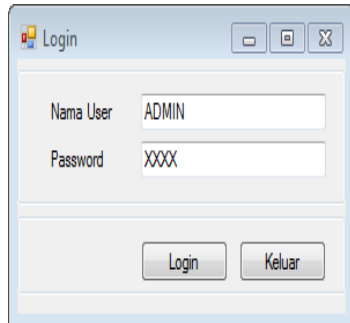 Login
Nama User ADMIN
Password XXXX
Login Keluar